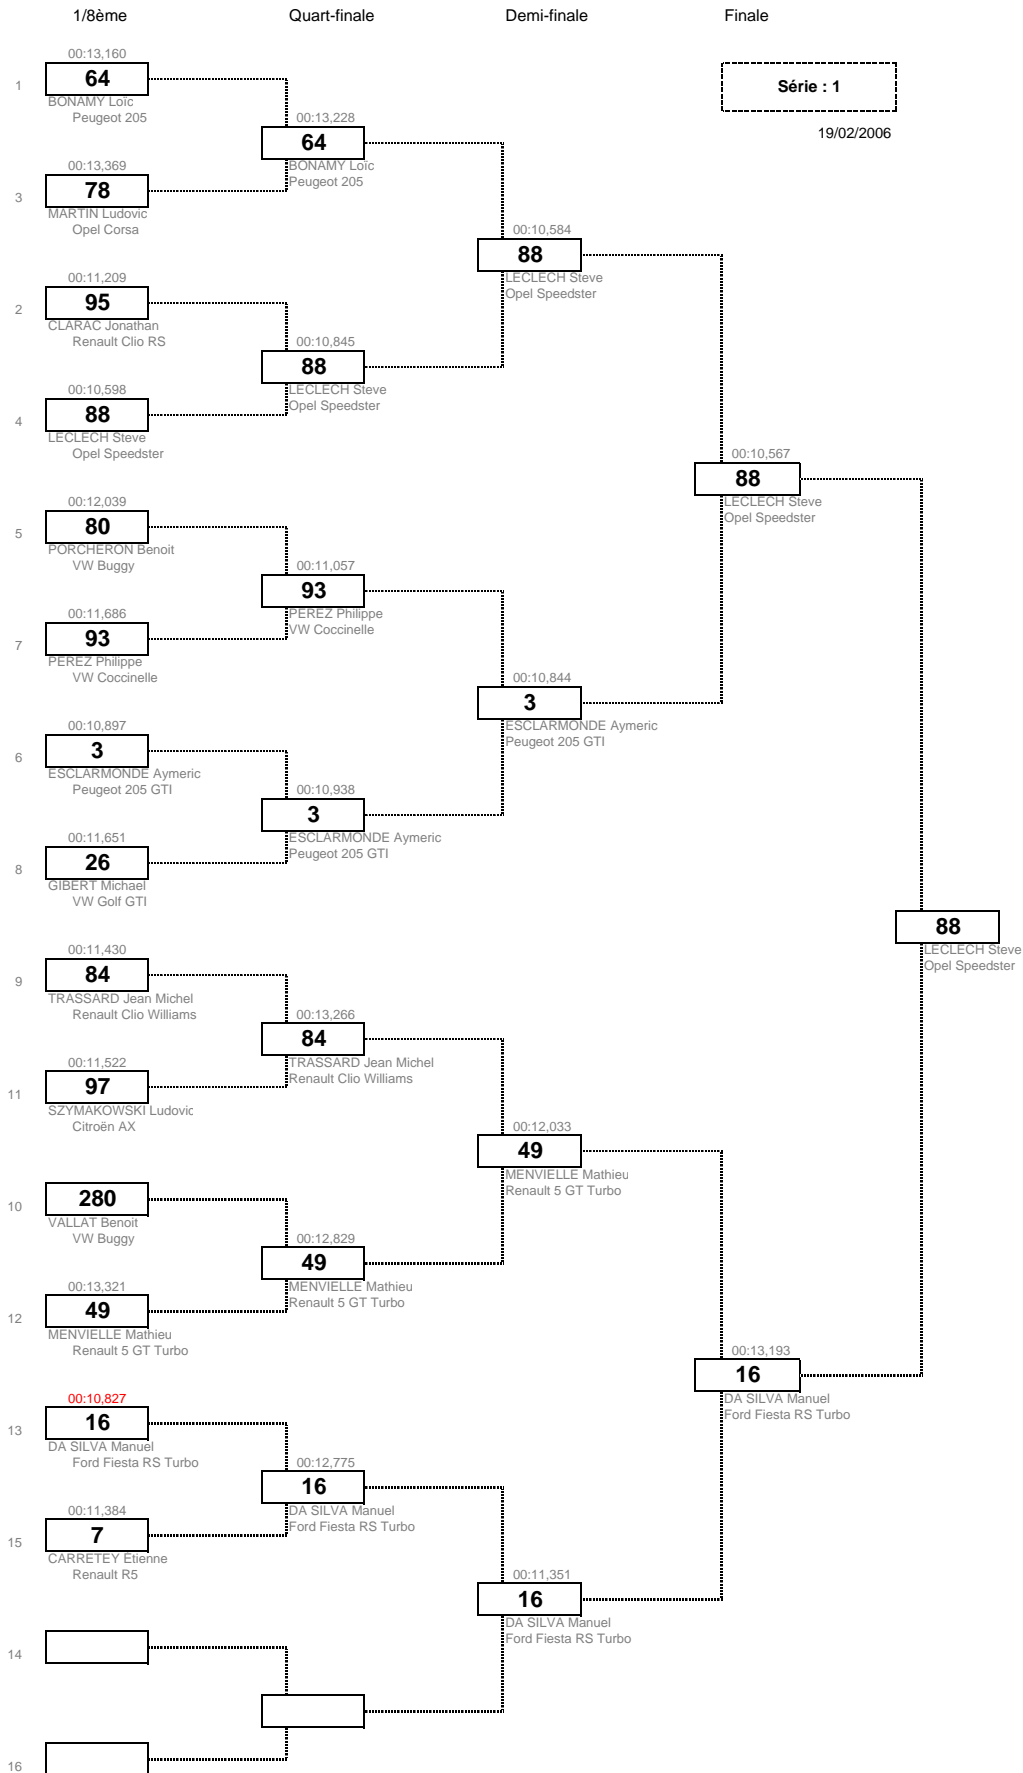 1/8ème Quart-finale Demi-finale Finale
00:13,160
1 64
BONAMY Loïc
Peugeot 205
Série : 1
19/02/2006
00:13,228
64
BONAMY Loïc
Peugeot 205
00:13,369
3 78
MARTIN Ludovic
Opel Corsa
00:10,584
88
LECLECH Steve
Opel Speedster
00:11,209
2 95
CLARAC Jonathan
Renault Clio RS
00:10,845
88
LECLECH Steve
Opel Speedster
00:10,598
4 88
LECLECH Steve
Opel Speedster
00:10,567
88
LECLECH Steve
Opel Speedster
00:12,039
5 80
PORCHERON Benoit
VW Buggy
00:11,057
93
PEREZ Philippe
VW Coccinelle
00:11,686
7 93
PEREZ Philippe
VW Coccinelle
00:10,844
3
ESCLARMONDE Aymeric
Peugeot 205 GTI
00:10,897
6 3
ESCLARMONDE Aymeric
Peugeot 205 GTI
00:10,938
3
ESCLARMONDE Aymeric
Peugeot 205 GTI
00:11,651
8 26
GIBERT Michael
VW Golf GTI
88
LECLECH Steve
Opel Speedster
00:11,430
9 84
TRASSARD Jean Michel
Renault Clio Williams
00:13,266
84
TRASSARD Jean Michel
Renault Clio Williams
00:11,522
11 97
SZYMAKOWSKI Ludovic
Citroën AX
00:12,033
49
MENVIELLE Mathieu
Renault 5 GT Turbo
10 280
VALLAT Benoit
VW Buggy
00:12,829
49
MENVIELLE Mathieu
Renault 5 GT Turbo
00:13,321
12 49
MENVIELLE Mathieu
Renault 5 GT Turbo
00:13,193
16
DA SILVA Manuel
Ford Fiesta RS Turbo
00:10,827
13 16
DA SILVA Manuel
Ford Fiesta RS Turbo
00:12,775
16
DA SILVA Manuel
Ford Fiesta RS Turbo
00:11,384
15 7
CARRETEY Étienne
Renault R5
00:11,351
16
DA SILVA Manuel
Ford Fiesta RS Turbo
14
16